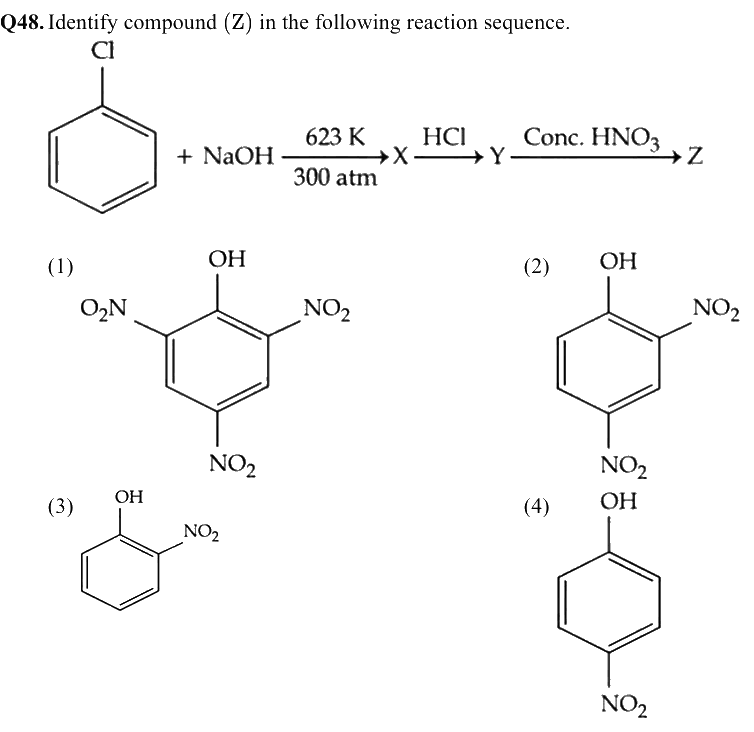 Q48. Identify compound (Z) in the following reaction sequence.
Cl
+ NaOH 623 K 300 atm X HCl Y Conc. HNO3 Z
(1)
OH
O2N
NO2
NO2
(2)
OH
NO2
NO2
(3)
OH
NO2
(4)
OH
NO2